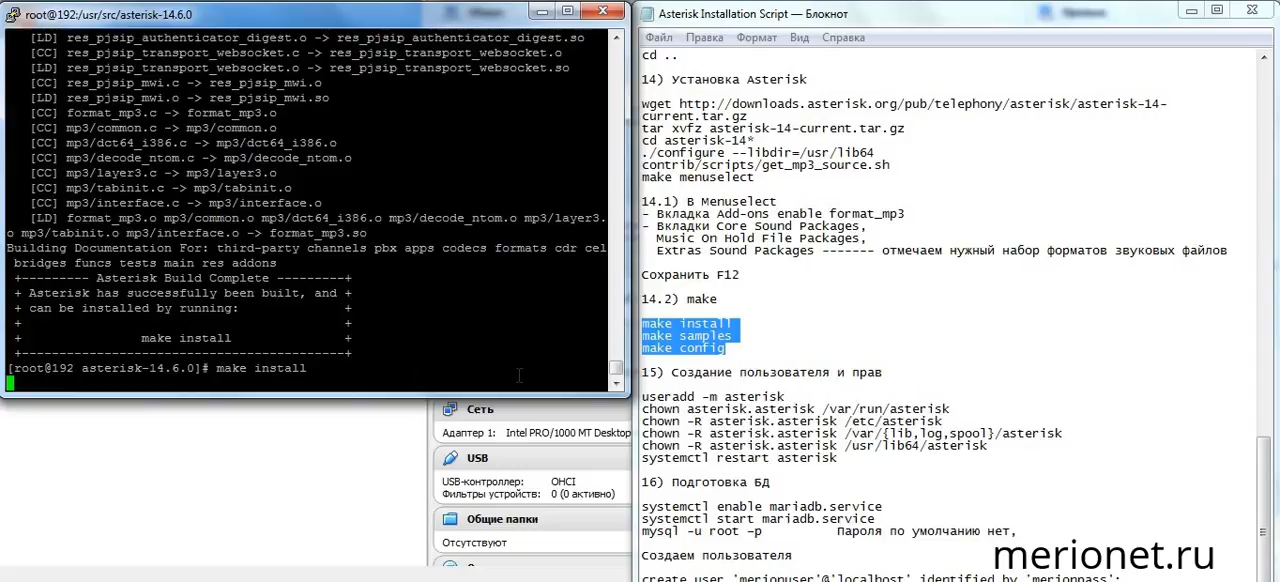 root@192:/usr/src/asterisk-14.6.0
[LD] res_pjsip_authenticator_digest.o -> res_pjsip_authenticator_digest.so
[CC] res_pjsip_transport_websocket.c -> res_pjsip_transport_websocket.o
[LD] res_pjsip_transport_websocket.o -> res_pjsip_transport_websocket.so
[CC] res_pjsip_mwi.c -> res_pjsip_mwi.o
[LD] res_pjsip_mwi.o -> res_pjsip_mwi.so
[CC] format_mp3.c -> format_mp3.o
[CC] mp3/common.c -> mp3/common.o
[CC] mp3/dct64_i386.c -> mp3/dct64_i386.o
[CC] mp3/decode_ntom.c -> mp3/decode_ntom.o
[CC] mp3/layer3.c -> mp3/layer3.o
[CC] mp3/tabinit.c -> mp3/tabinit.o
[CC] mp3/interface.c -> mp3/interface.o
[LD] format_mp3.o mp3/common.o mp3/dct64_i386.o mp3/decode_ntom.o mp3/layer3.
o mp3/tabinit.o mp3/interface.o -> format_mp3.so
Building Documentation For: third-party channels pbx apps codecs formats cdr cel
bridges funcs tests main res addons
+--------- Asterisk Build Complete ---------+
+ Asterisk has successfully been built, and +
+ can be installed by running: +
+ +
+ make install +
+-------------------------------------------+
[root@192 asterisk-14.6.0]# make install
Сеть
Адаптер 1: Intel PRO/1000 MT Desktop
USB
USB-контроллер: OHCI
Фильтры устройств: 0 (0 активно)
Общие папки
Отсутствуют
Asterisk Installation Script — Блокнот
Файл Правка Формат Вид Справка
cd ..
14) Установка Asterisk
wget http://downloads.asterisk.org/pub/telephony/asterisk/asterisk-14-
current.tar.gz
tar xvfz asterisk-14-current.tar.gz
cd asterisk-14*
./configure --libdir=/usr/lib64
contrib/scripts/get_mp3_source.sh
make menuselect
14.1) В Menuselect
- Вкладка Add-ons enable format_mp3
- Вкладки Core Sound Packages,
Music On Hold File Packages,
Extras Sound Packages ------- отмечаем нужный набор форматов звуковых файлов
Сохранить F12
14.2) make
make install
make samples
make config
15) Создание пользователя и прав
useradd -m asterisk
chown asterisk.asterisk /var/run/asterisk
chown -R asterisk.asterisk /etc/asterisk
chown -R asterisk.asterisk /var/{lib,log,spool}/asterisk
chown -R asterisk.asterisk /usr/lib64/asterisk
systemctl restart asterisk
16) Подготовка БД
systemctl enable mariadb.service
systemctl start mariadb.service
mysql -u root -p Пароля по умолчанию нет,
Создаем пользователя
create user 'merionuser'@'localhost' identified by 'merionpass';
merionet.ru